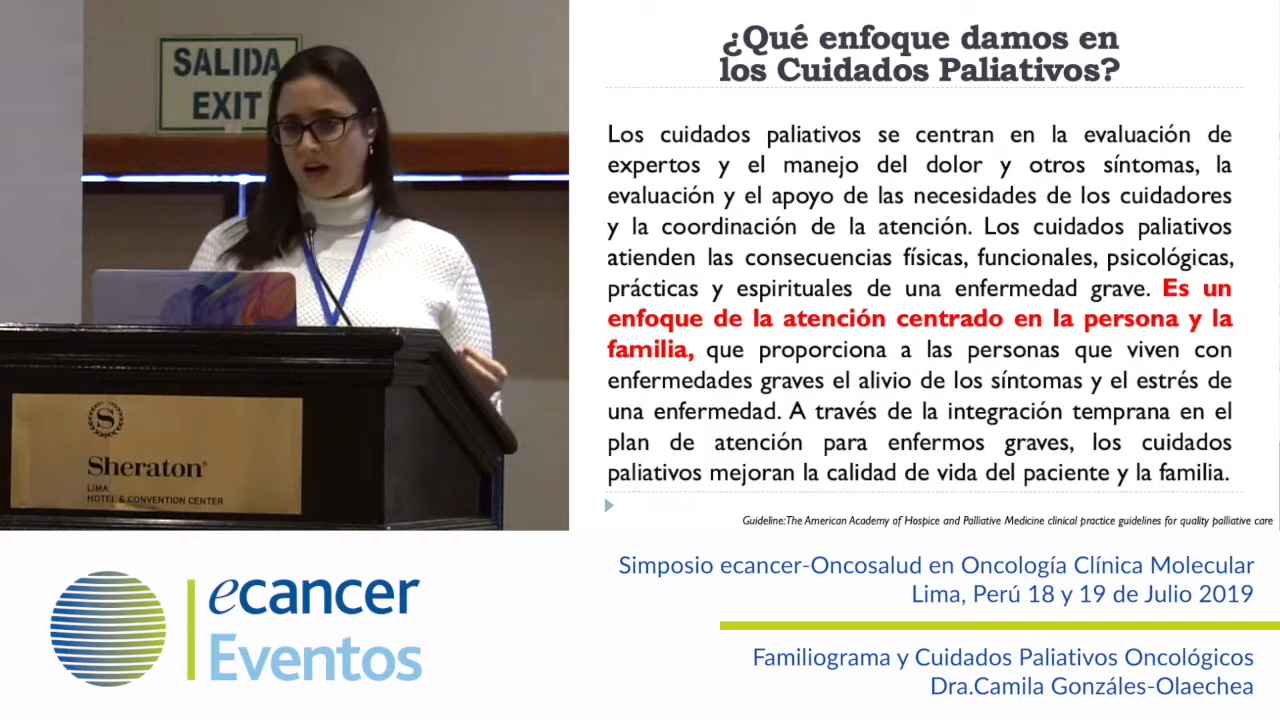 SALIDA
EXIT
S
Sheraton
LIMA
HOTEL & CONVENTION CENTER
¿Qué enfoque damos en
los Cuidados Paliativos?
Los cuidados paliativos se centran en la evaluación de
expertos y el manejo del dolor y otros síntomas, la
evaluación y el apoyo de las necesidades de los cuidadores
y la coordinación de la atención. Los cuidados paliativos
atienden las consecuencias físicas, funcionales, psicológicas,
prácticas y espirituales de una enfermedad grave. Es un
enfoque de la atención centrado en la persona y la
familia, que proporciona a las personas que viven con
enfermedades graves el alivio de los síntomas y el estrés de
una enfermedad. A través de la integración temprana en el
plan de atención para enfermos graves, los cuidados
paliativos mejoran la calidad de vida del paciente y la familia.
Guideline: The American Academy of Hospice and Palliative Medicine clinical practice guidelines for quality palliative care
ecancer
Eventos
Simposio ecancer-Oncosalud en Oncología Clínica Molecular
Lima, Perú 18 y 19 de Julio 2019
Familiograma y Cuidados Paliativos Oncológicos
Dra.Camila Gonzáles-Olaechea